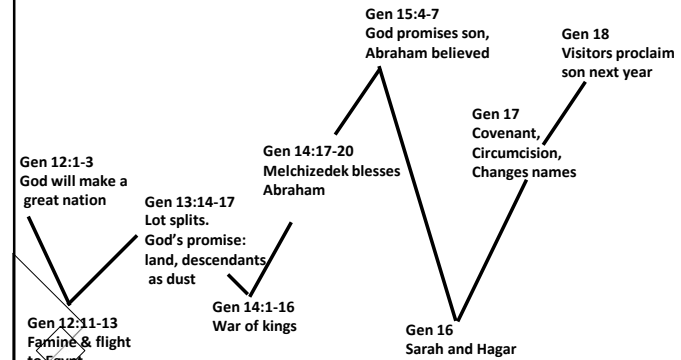 Gen 15:4-7
God promises son,
Abraham believed
Gen 18
Visitors proclaim
son next year
Gen 17
Covenant,
Circumcision,
Changes names
Gen 14:17-20
Melchizedek blesses
Abraham
Gen 12:1-3
God will make a
great nation
Gen 13:14-17
Lot splits.
God's promise:
land, descendants
as dust
Gen 14:1-16
War of kings
Gen 12:11-13
Famine & flight
to Egypt
Gen 16
Sarah and Hagar